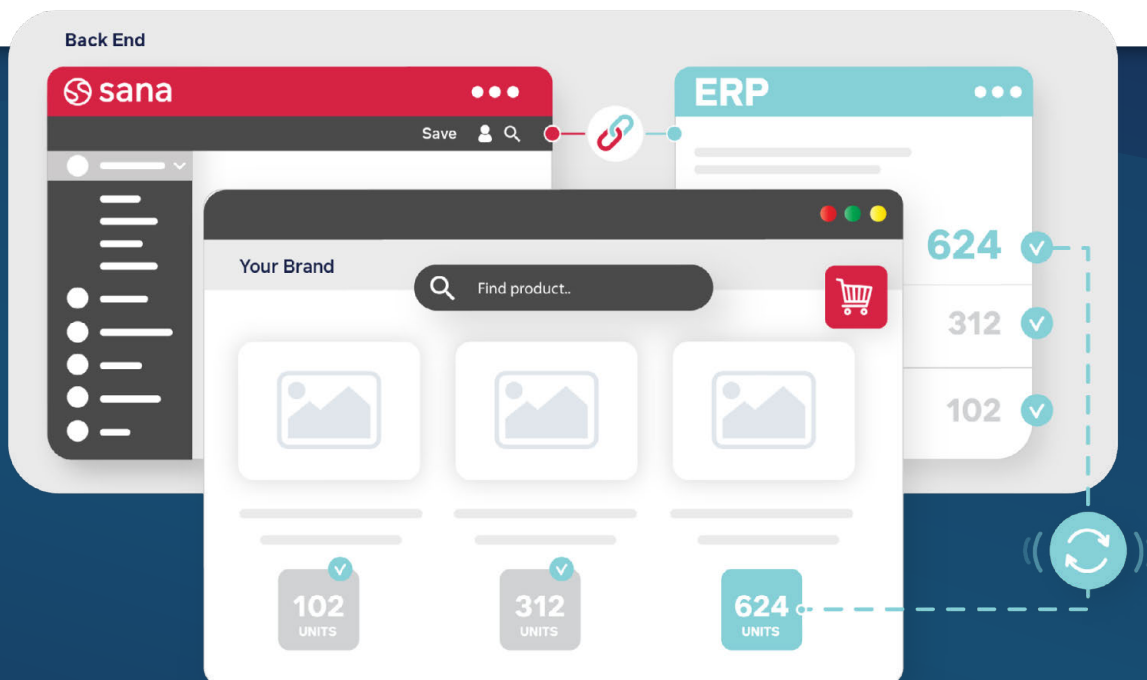 Back End
sana
ERP
Save
624
Your Brand
Find product..
312
102
102
UNITS
312
UNITS
624
UNITS